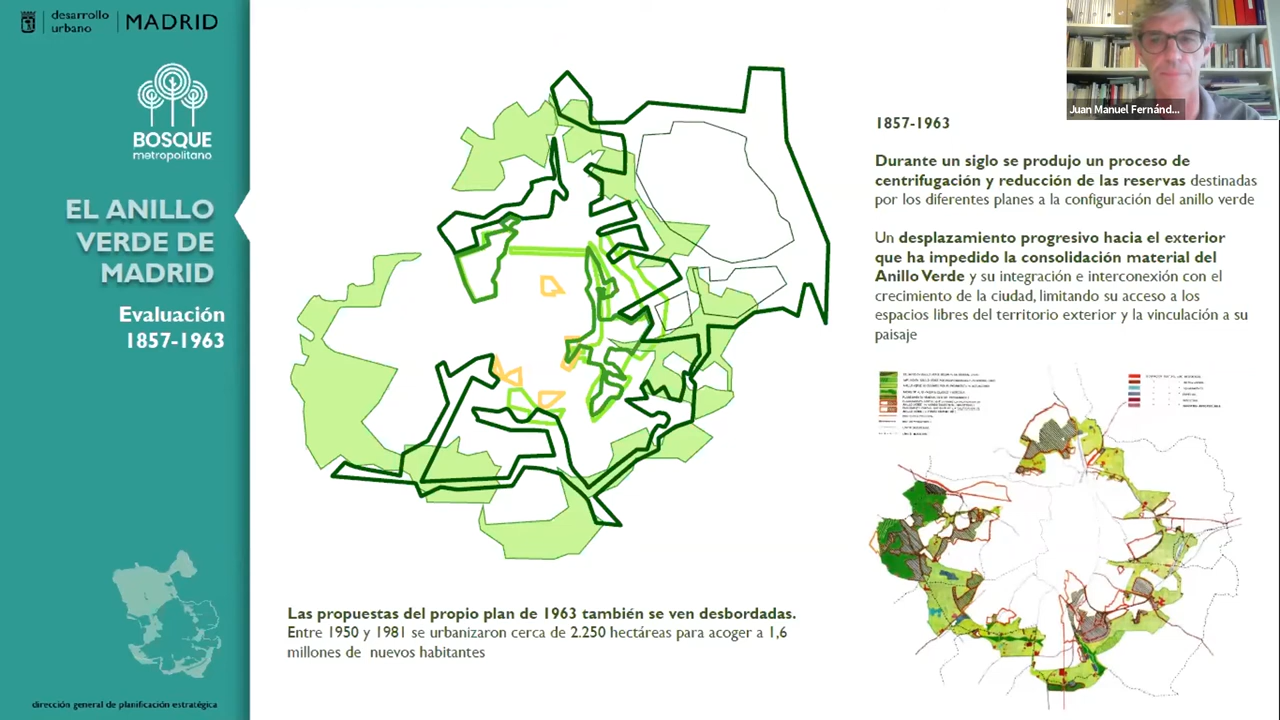 desarrollo
urbano
MADRID
BOSQUE
metropolitano
EL ANILLO
VERDE DE
MADRID
Evaluación
1857-1963
dirección general de planificación estratégica
Las propuestas del propio plan de 1963 también se ven desbordadas.
Entre 1950 y 1981 se urbanizaron cerca de 2.250 hectáreas para acoger a 1,6
millones de nuevos habitantes
Juan Manuel Fernánd...
1857-1963
Durante un siglo se produjo un proceso de
centrifugación y reducción de las reservas destinadas
por los diferentes planes a la configuración del anillo verde
Un desplazamiento progresivo hacia el exterior
que ha impedido la consolidación material del
Anillo Verde y su integración e interconexión con el
crecimiento de la ciudad, limitando su acceso a los
espacios libres del territorio exterior y la vinculación a su
paisaje